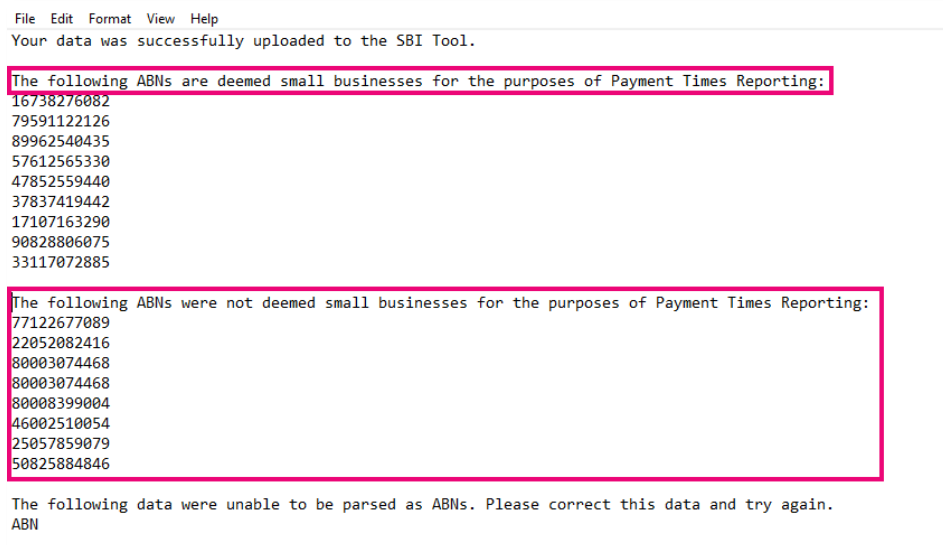 File Edit Format View Help
Your data was successfully uploaded to the SBI Tool.
The following ABNs are deemed small businesses for the purposes of Payment Times Reporting:
16738276082
79591122126
89962540435
57612565330
47852559440
37837419442
17107163290
90828806075
33117072885
The following ABNs were not deemed small businesses for the purposes of Payment Times Reporting:
77122677089
22052082416
80003074468
80003074468
80008399004
46002510054
25057859079
50825884846
The following data were unable to be parsed as ABNs. Please correct this data and try again.
ABN